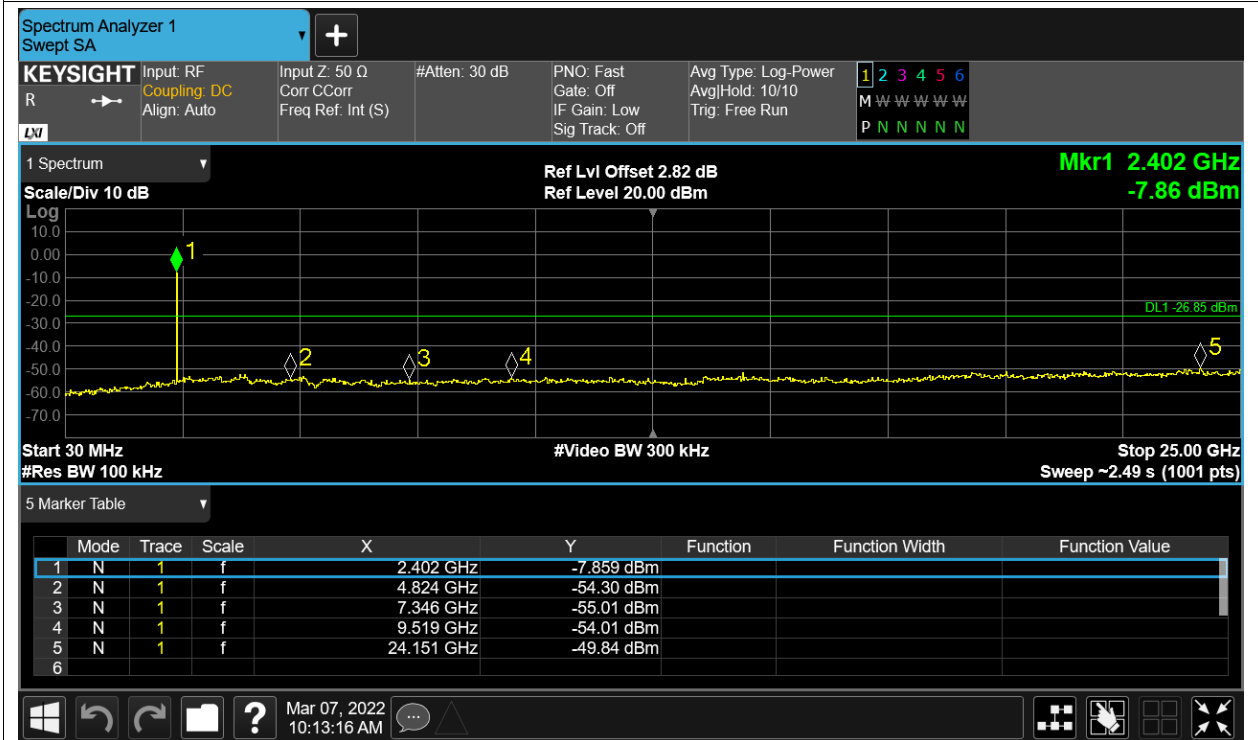 Spectrum Analyzer 1
Swept SA
+
KEYSIGHT
R
LXI
Input: RF
Coupling: DC
Align: Auto
Input Z: 50 Ω
Corr CCorr
Freq Ref: Int (S)
#Atten: 30 dB
PNO: Fast
Gate: Off
IF Gain: Low
Sig Track: Off
Avg Type: Log-Power
Avg|Hold: 10/10
Trig: Free Run
1 2 3 4 5 6
M W W W W W
P N N N N N
1 Spectrum
Scale/Div 10 dB
Ref Lvl Offset 2.82 dB
Ref Level 20.00 dBm
Mkr1 2.402 GHz
-7.86 dBm
Log
10.0
0.00
-10.0
-20.0
-30.0
-40.0
-50.0
-60.0
-70.0
1
2
3
4
5
DL1 -26.85 dBm
Start 30 MHz
#Video BW 300 kHz
Stop 25.00 GHz
#Res BW 100 kHz
Sweep ~2.49 s (1001 pts)
5 Marker Table
Mode Trace Scale X Y Function Function Width Function Value
1 N 1 f 2.402 GHz -7.859 dBm
2 N 1 f 4.824 GHz -54.30 dBm
3 N 1 f 7.346 GHz -55.01 dBm
4 N 1 f 9.519 GHz -54.01 dBm
5 N 1 f 24.151 GHz -49.84 dBm
6
?
Mar 07, 2022
10:13:16 AM